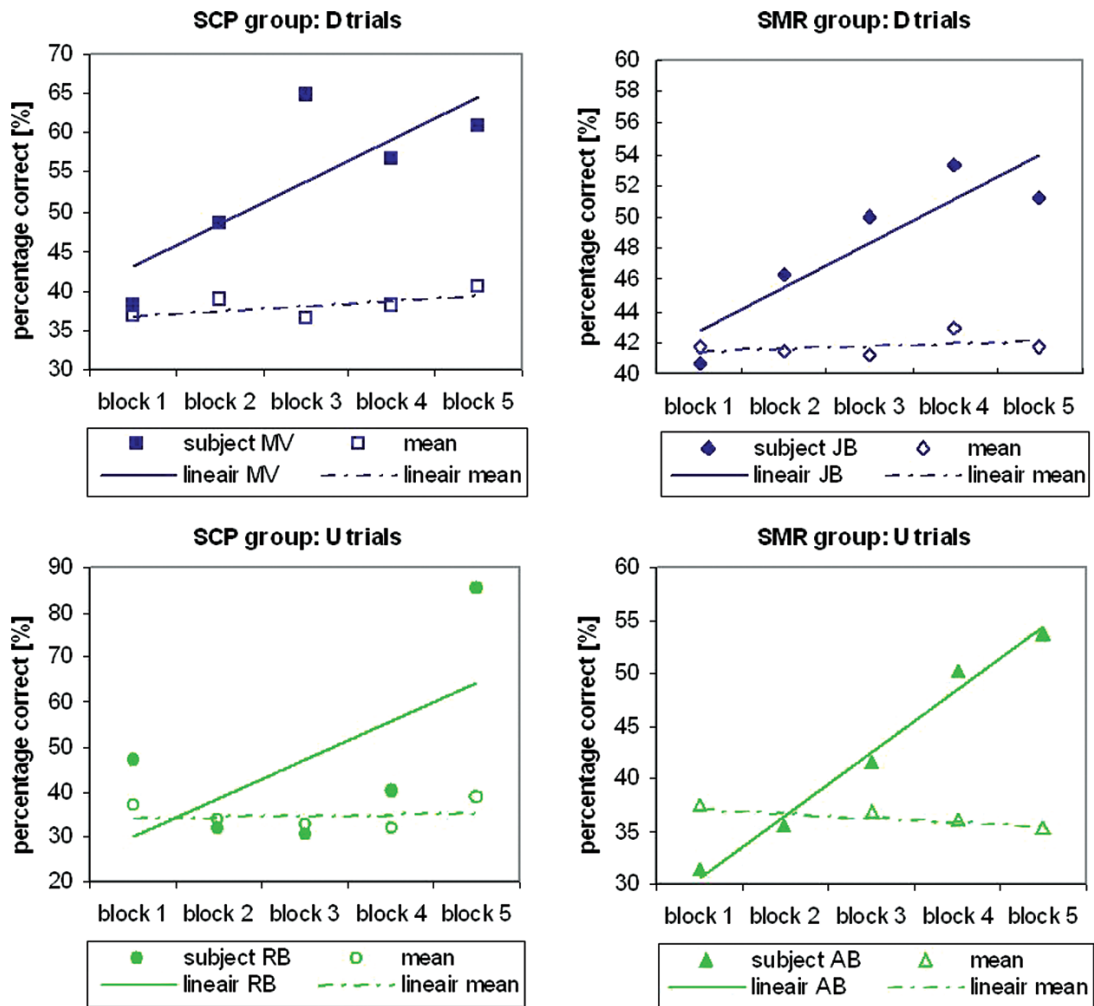 SCP group: D trials
percentage correct [%]
70
65
60
55
50
45
40
35
30
block 1 block 2 block 3 block 4 block 5
subject MV mean
lineair MV lineair mean
SMR group: D trials
percentage correct [%]
60
58
56
54
52
50
48
46
44
42
40
block 1 block 2 block 3 block 4 block 5
subject JB mean
lineair JB lineair mean
SCP group: U trials
percentage correct [%]
90
80
70
60
50
40
30
20
block 1 block 2 block 3 block 4 block 5
subject RB mean
lineair RB lineair mean
SMR group: U trials
percentage correct [%]
60
55
50
45
40
35
30
block 1 block 2 block 3 block 4 block 5
subject AB mean
lineair AB lineair mean